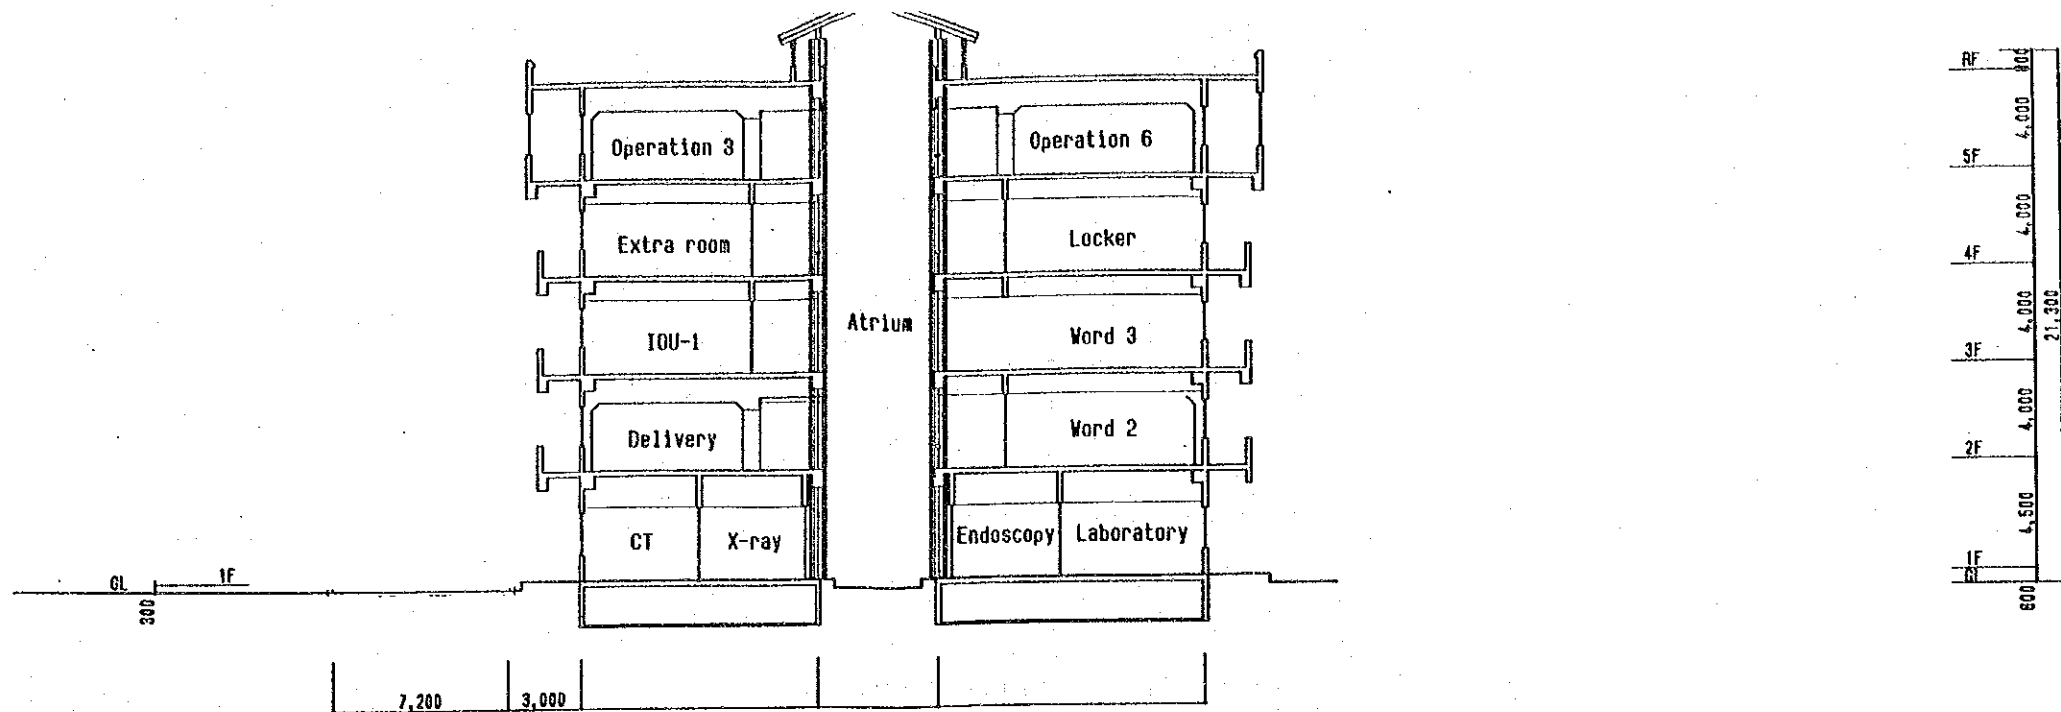 RF
800
Operation 3
Operation 6
4,000
5F
Extra room
Locker
4,000
4F
Atrium
IOU-1
Word 3
4,000
21,300
3F
Delivery
Word 2
4,000
2F
CT
X-ray
Endoscopy
Laboratory
4,500
GL
1F
1F
GL
300
600
7,200
3,000